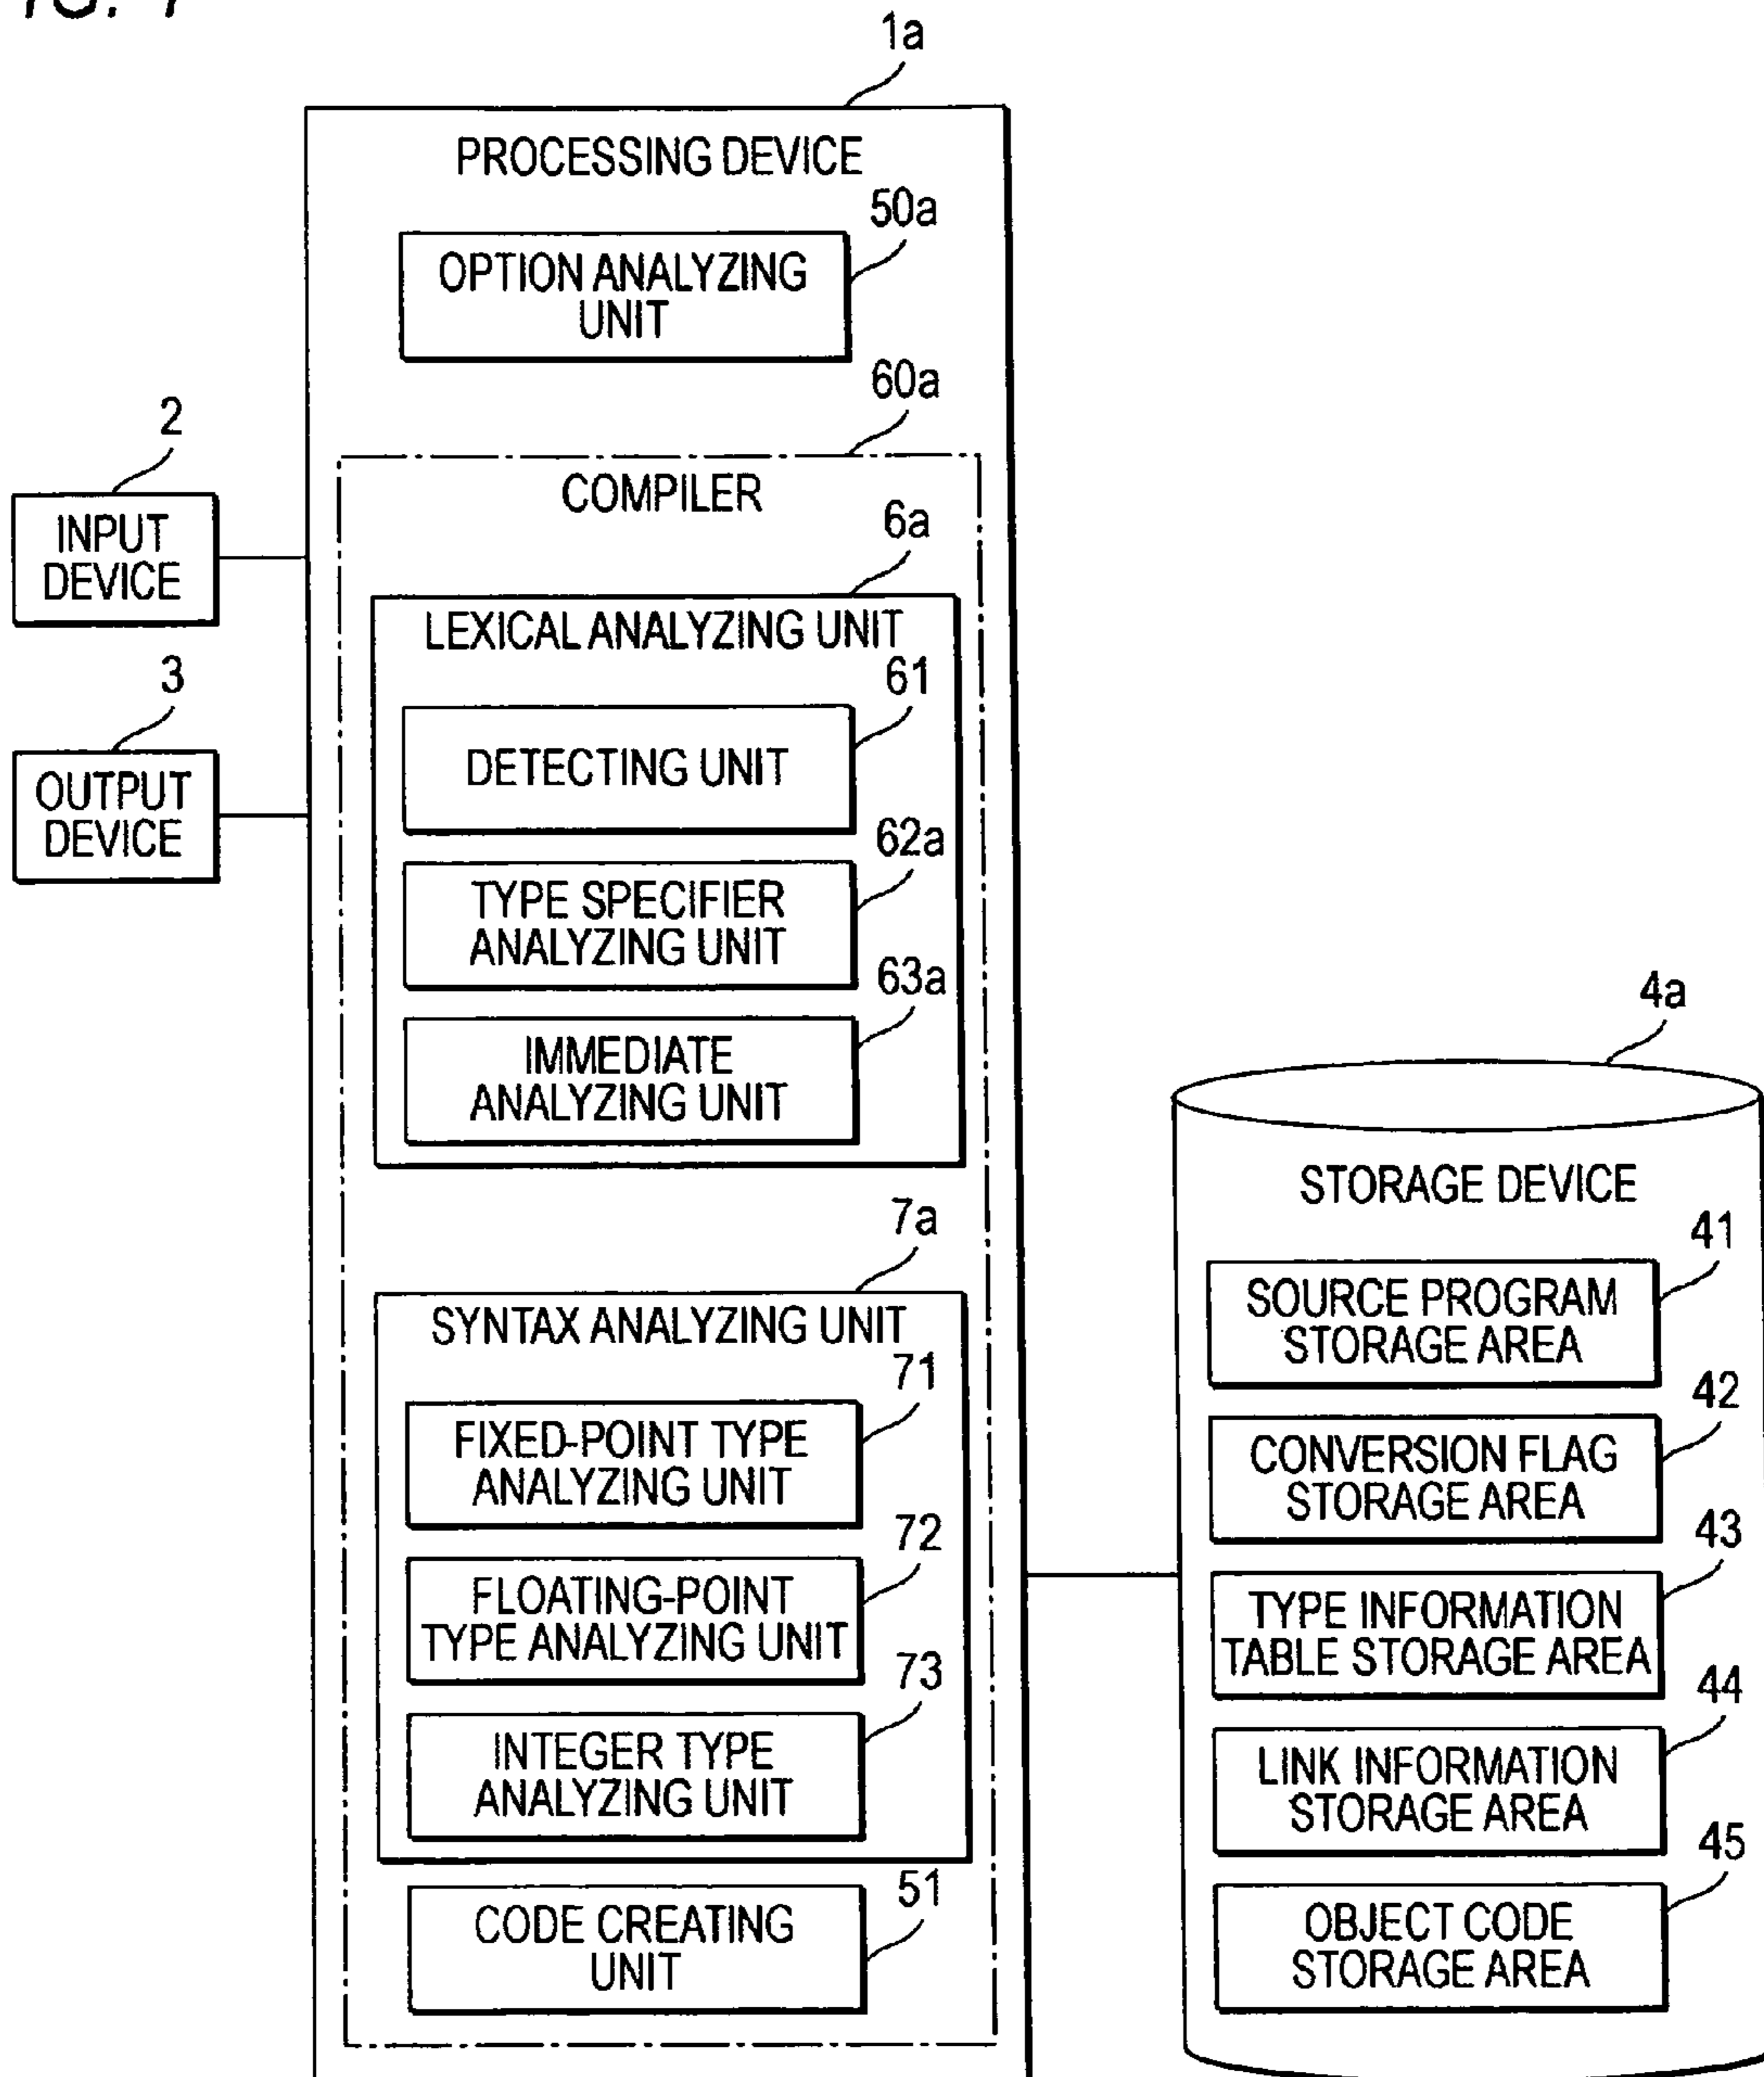 1a
PROCESSING DEVICE
50a
OPTION ANALYZING
UNIT
60a
COMPILER
2
INPUT
DEVICE
3
OUTPUT
DEVICE
6a
LEXICAL ANALYZING UNIT
61
DETECTING UNIT
62a
TYPE SPECIFIER
ANALYZING UNIT
63a
IMMEDIATE
ANALYZING UNIT
7a
SYNTAX ANALYZING UNIT
71
FIXED-POINT TYPE
ANALYZING UNIT
72
FLOATING-POINT
TYPE ANALYZING UNIT
73
INTEGER TYPE
ANALYZING UNIT
51
CODE CREATING
UNIT
4a
STORAGE DEVICE
41
SOURCE PROGRAM
STORAGE AREA
42
CONVERSION FLAG
STORAGE AREA
43
TYPE INFORMATION
TABLE STORAGE AREA
44
LINK INFORMATION
STORAGE AREA
45
OBJECT CODE
STORAGE AREA